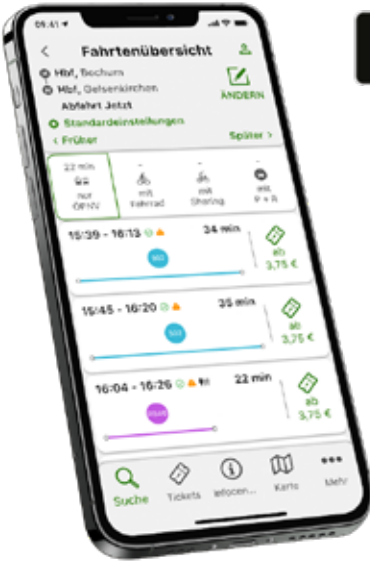 09:41
Fahrtenübersicht
Hbf, Bochum
Hbf, Gelsenkirchen
ÄNDERN
Abfahrt Jetzt
Standardeinstellungen
< Früher
Später >
22 min
-
-
-
nur ÖPNV
mit Fahrrad
mit Sharing
mit P + R
15:39 - 16:13
34 min
ab
3,75 €
15:45 - 16:20
35 min
ab
3,75 €
16:04 - 16:26
22 min
ab
3,75 €
Suche
Tickets
Infocen...
Karte
Mehr